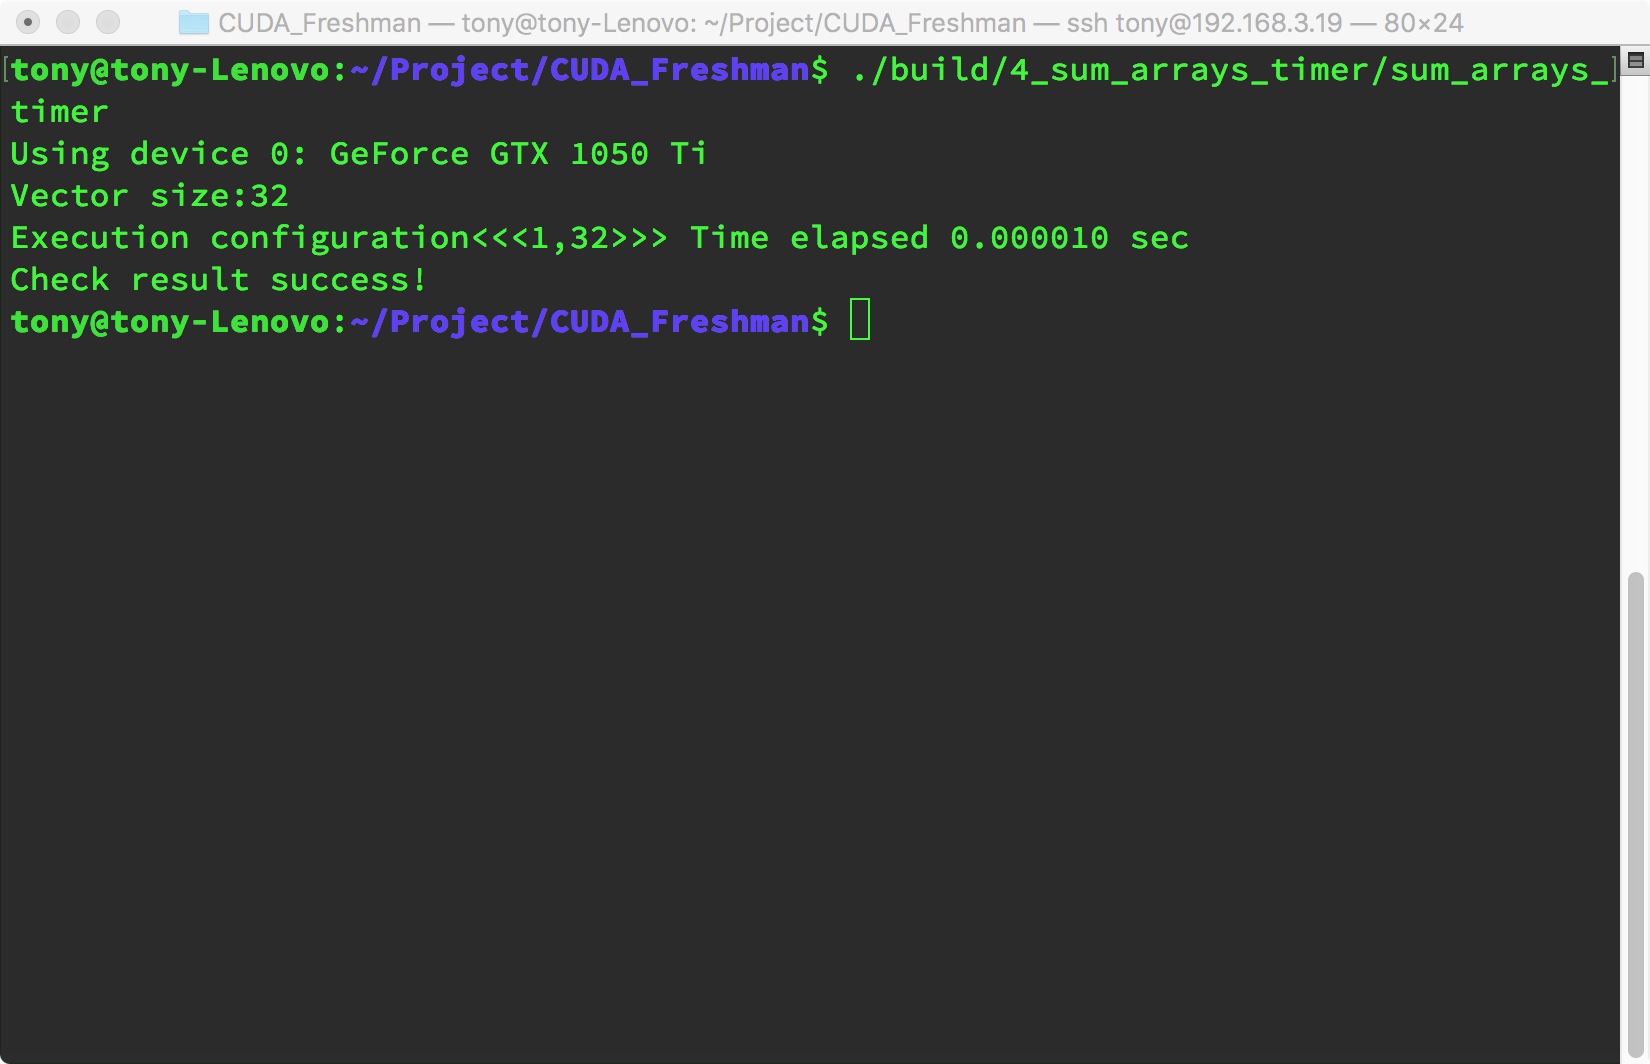 CUDA_Freshman — tony@tony-Lenovo: ~/Project/CUDA_Freshman — ssh tony@192.168.3.19 — 80×24
[tony@tony-Lenovo:~/Project/CUDA_Freshman$ ./build/4_sum_arrays_timer/sum_arrays_]
timer
Using device 0: GeForce GTX 1050 Ti
Vector size:32
Execution configuration<<<1,32>>> Time elapsed 0.000010 sec
Check result success!
tony@tony-Lenovo:~/Project/CUDA_Freshman$